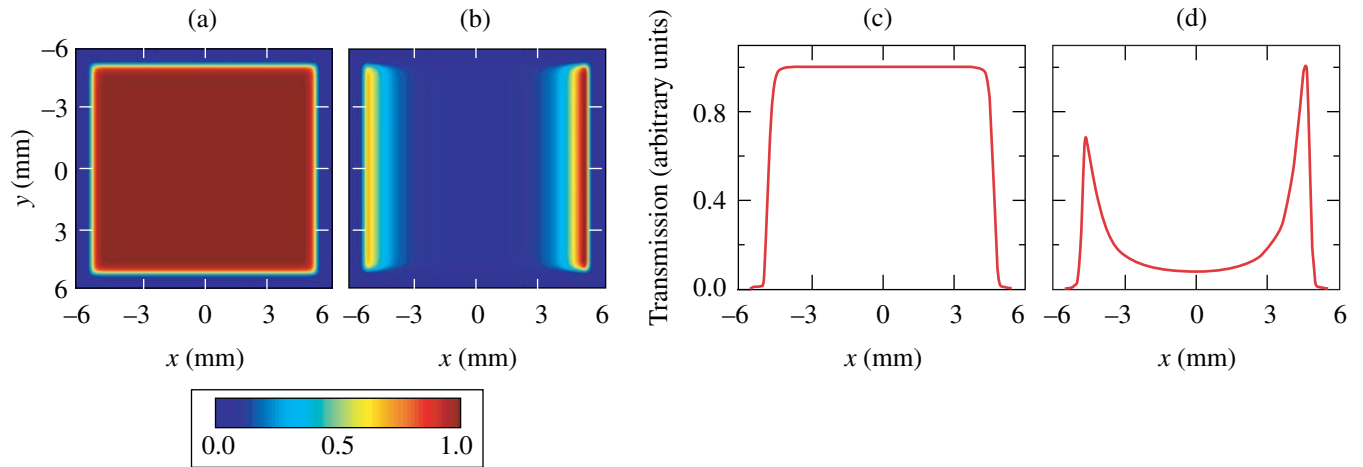 (a)
(b)
(c)
(d)
–6
–3
0
3
6
y (mm)
–6 –3 0 3 6
x (mm)
–6 –3 0 3 6
x (mm)
0.0 0.5 1.0
Transmission (arbitrary units)
0.8
0.4
0.0
–6 –3 0 3 6
x (mm)
–6 –3 0 3 6
x (mm)